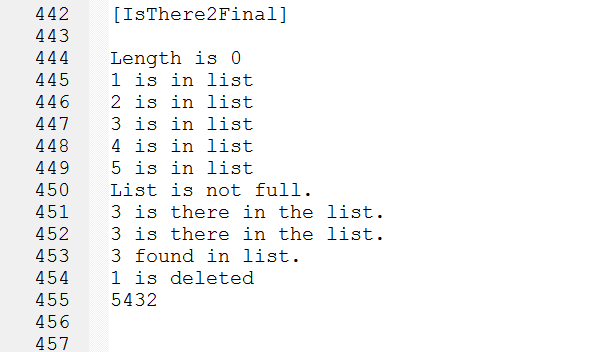 442 [IsThere2Final]
443
444 Length is 0
445 1 is in list
446 2 is in list
447 3 is in list
448 4 is in list
449 5 is in list
450 List is not full.
451 3 is there in the list.
452 3 is there in the list.
453 3 found in list.
454 1 is deleted
455 5432
456
457